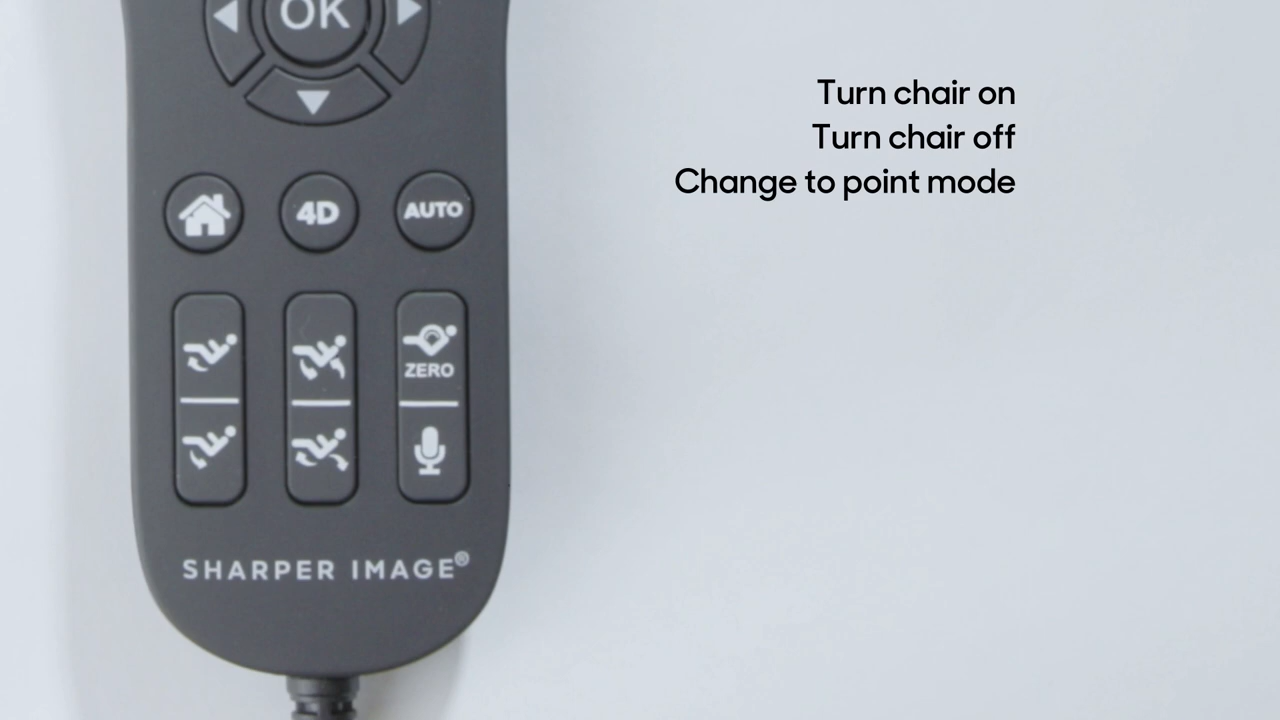 OK
Turn chair on
Turn chair off
Change to point mode
4D
AUTO
ZERO
SHARPER IMAGE®